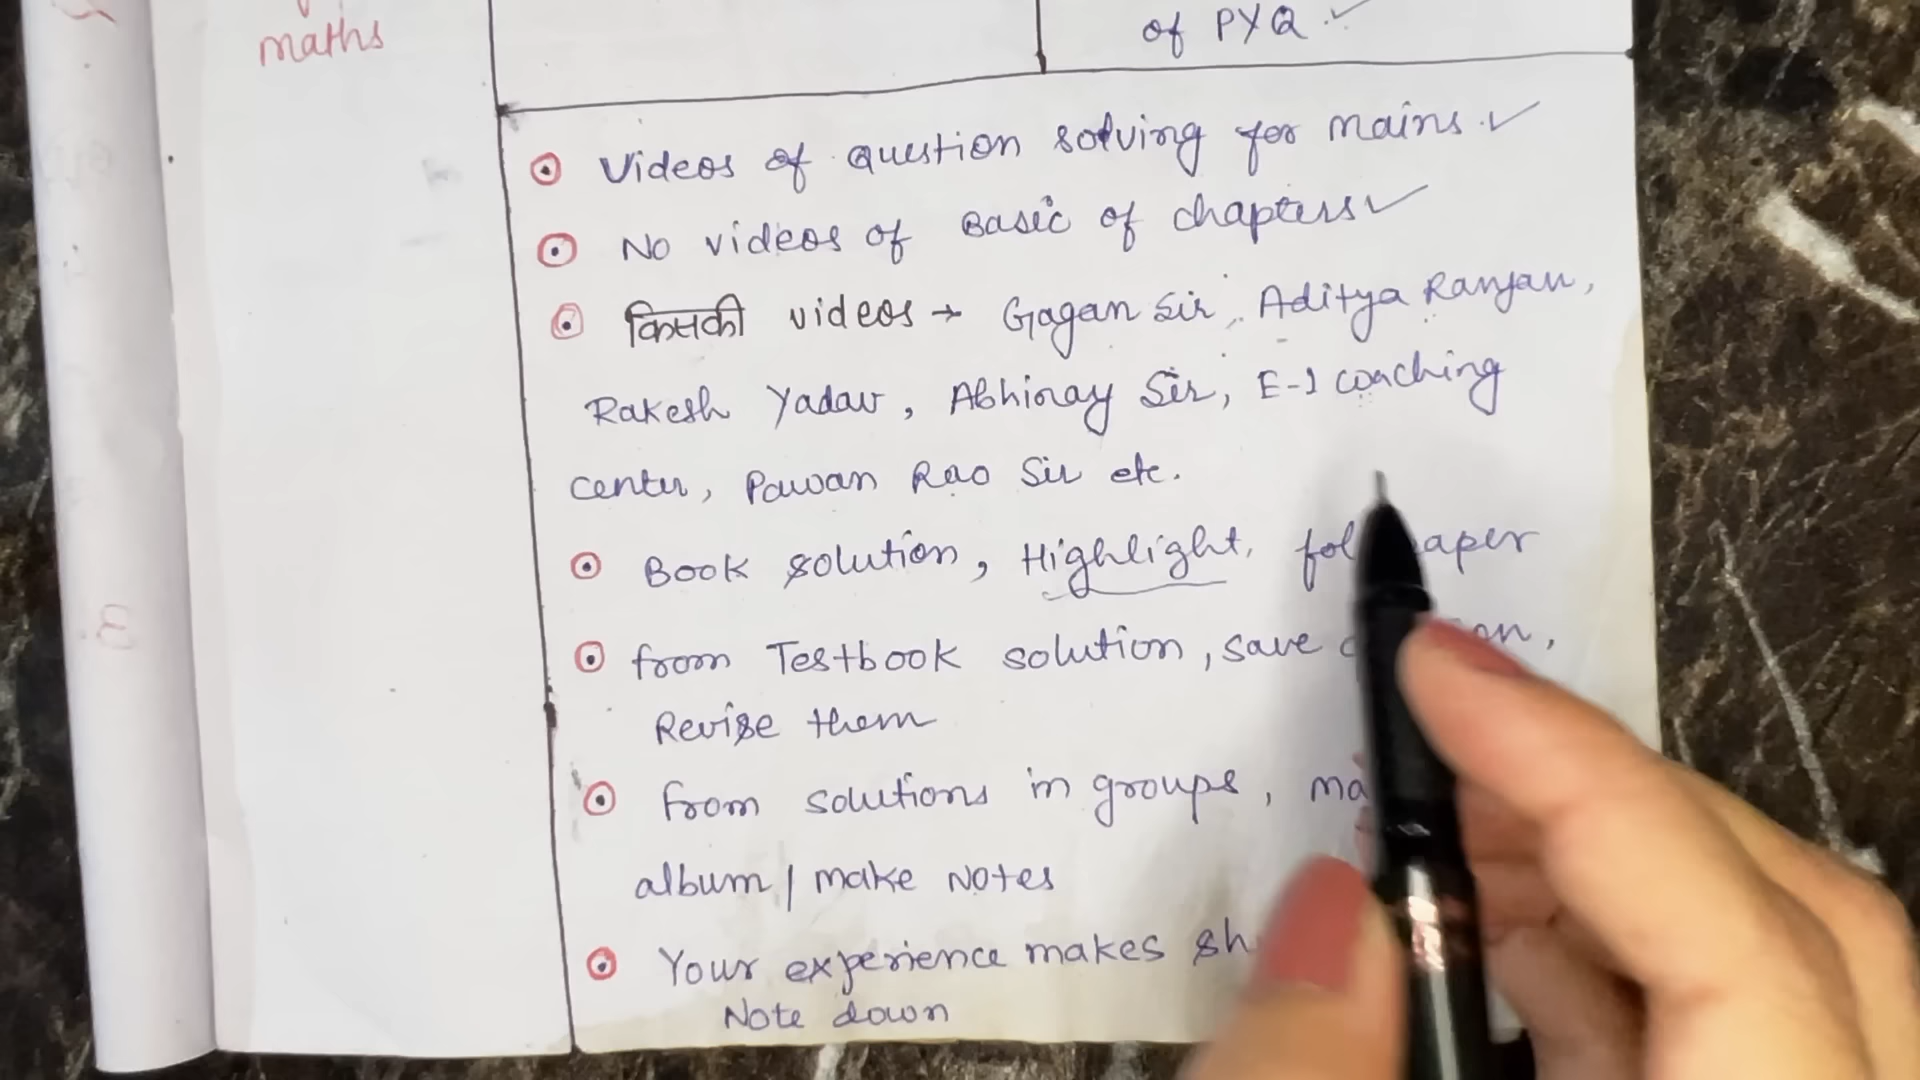 maths
of PYQ
Videos of Question solving for mains.
No videos of Basic of chapters
किसकी videos → Gagan Sir, Aditya Ranjan,
Rakesh Yadav, Abhinay Sir, E-1 coaching
center, Pawan Rao Sir etc.
Book solution, Highlight,
from Testbook solution, save
Revise them
from solutions in groups,
album / make Notes
Your experience makes
Note down